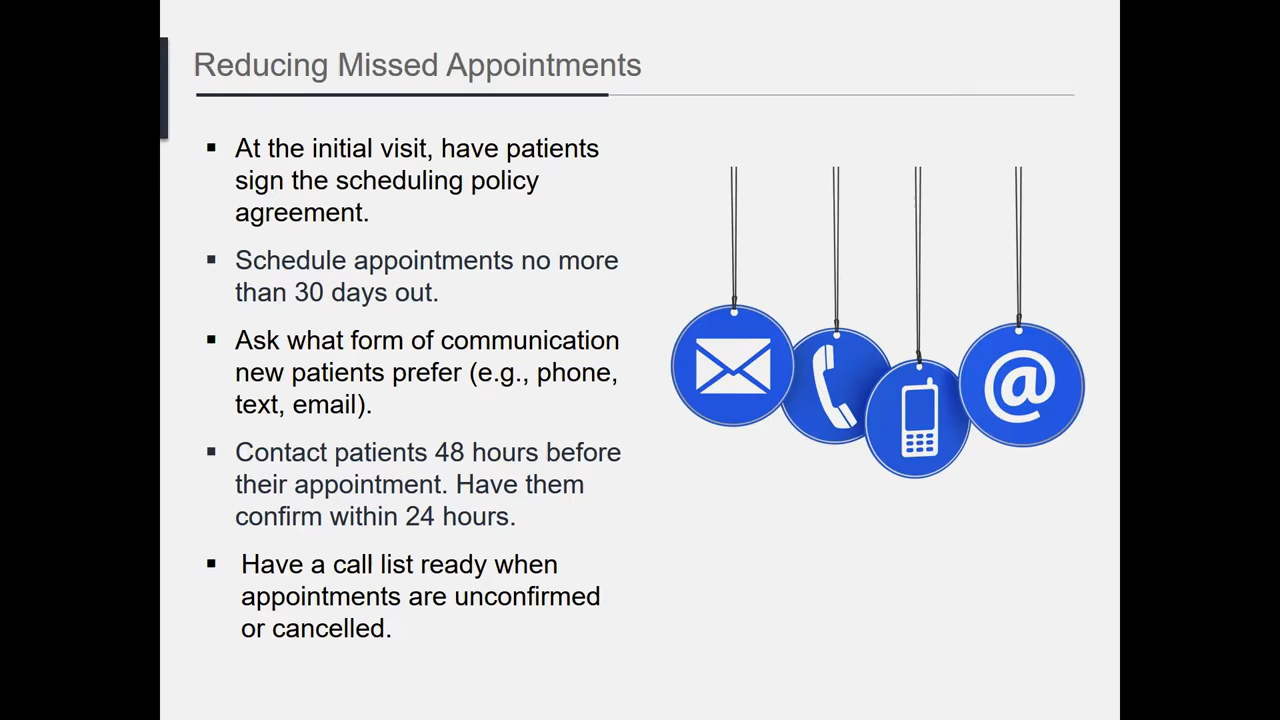 Reducing Missed Appointments
▪ At the initial visit, have patients
sign the scheduling policy
agreement.
▪ Schedule appointments no more
than 30 days out.
▪ Ask what form of communication
new patients prefer (e.g., phone,
text, email).
▪ Contact patients 48 hours before
their appointment. Have them
confirm within 24 hours.
▪ Have a call list ready when
appointments are unconfirmed
or cancelled.
@